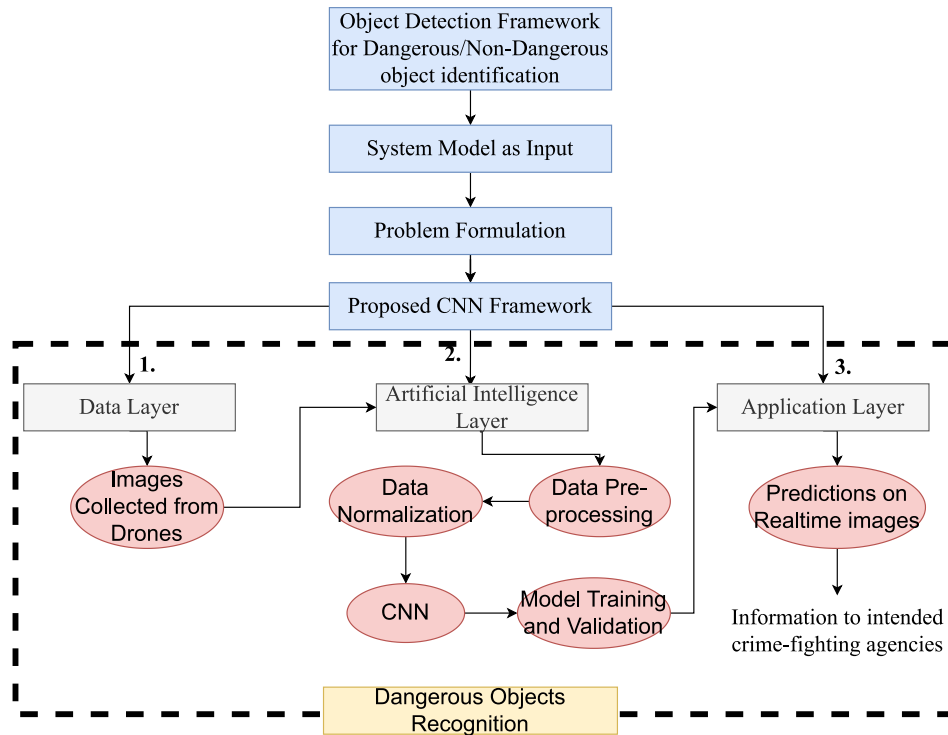 Object Detection Framework
for Dangerous/Non-Dangerous
object identification
System Model as Input
Problem Formulation
Proposed CNN Framework
1.
2.
3.
Data Layer
Artificial Intelligence
Layer
Application Layer
Images
Collected from
Drones
Data
Normalization
Data Pre-
processing
Predictions on
Realtime images
CNN
Model Training
and Validation
Information to intended
crime-fighting agencies
Dangerous Objects
Recognition